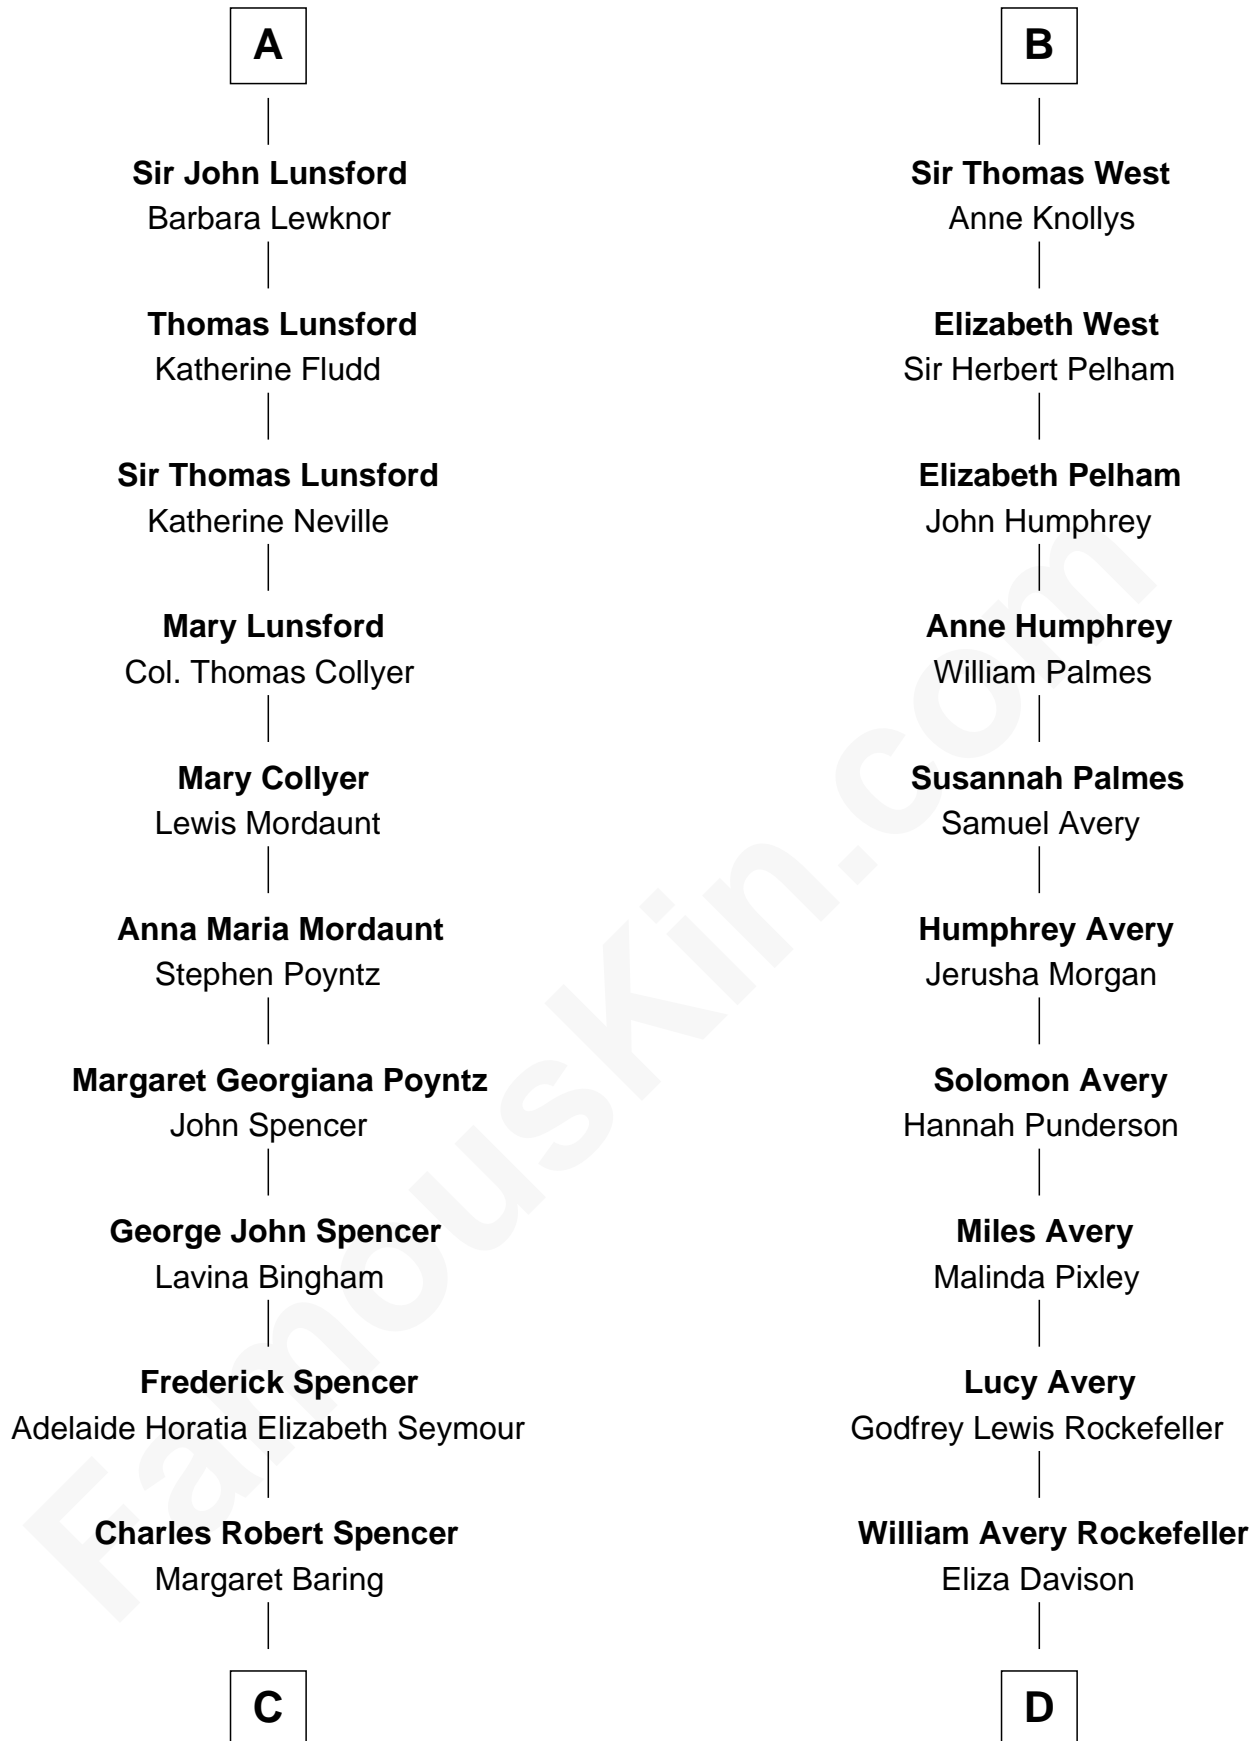 A
Sir John Lunsford
Barbara Lewknor
Thomas Lunsford
Katherine Fludd
Sir Thomas Lunsford
Katherine Neville
Mary Lunsford
Col. Thomas Collyer
Mary Collyer
Lewis Mordaunt
Anna Maria Mordaunt
Stephen Poyntz
Margaret Georgiana Poyntz
John Spencer
George John Spencer
Lavina Bingham
Frederick Spencer
Adelaide Horatia Elizabeth Seymour
Charles Robert Spencer
Margaret Baring
C
B
Sir Thomas West
Anne Knollys
Elizabeth West
Sir Herbert Pelham
Elizabeth Pelham
John Humphrey
Anne Humphrey
William Palmes
Susannah Palmes
Samuel Avery
Humphrey Avery
Jerusha Morgan
Solomon Avery
Hannah Punderson
Miles Avery
Malinda Pixley
Lucy Avery
Godfrey Lewis Rockefeller
William Avery Rockefeller
Eliza Davison
D
FamousKin.com